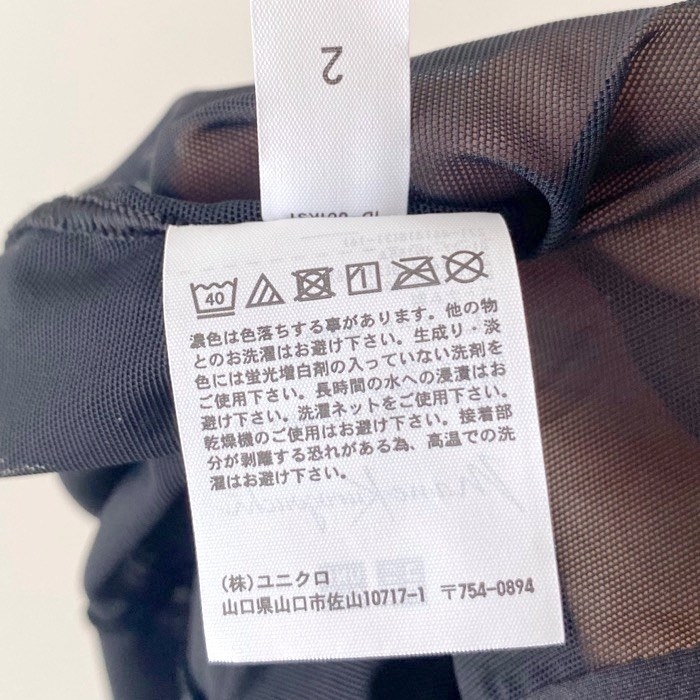 2
40
濃色は色落ちする事があります。他の物
とのお洗濯はお避け下さい。生成り・淡
色には蛍光増白剤の入っていない洗剤を
ご使用下さい。長時間の水への浸漬はお
避け下さい。洗濯ネットをご使用下さい。
乾燥機のご使用はお避け下さい。接着部
分が剥離する恐れがある為、高温での洗
濯はお避け下さい。
(株)ユニクロ
山口県山口市佐山10717-1 〒754-0894